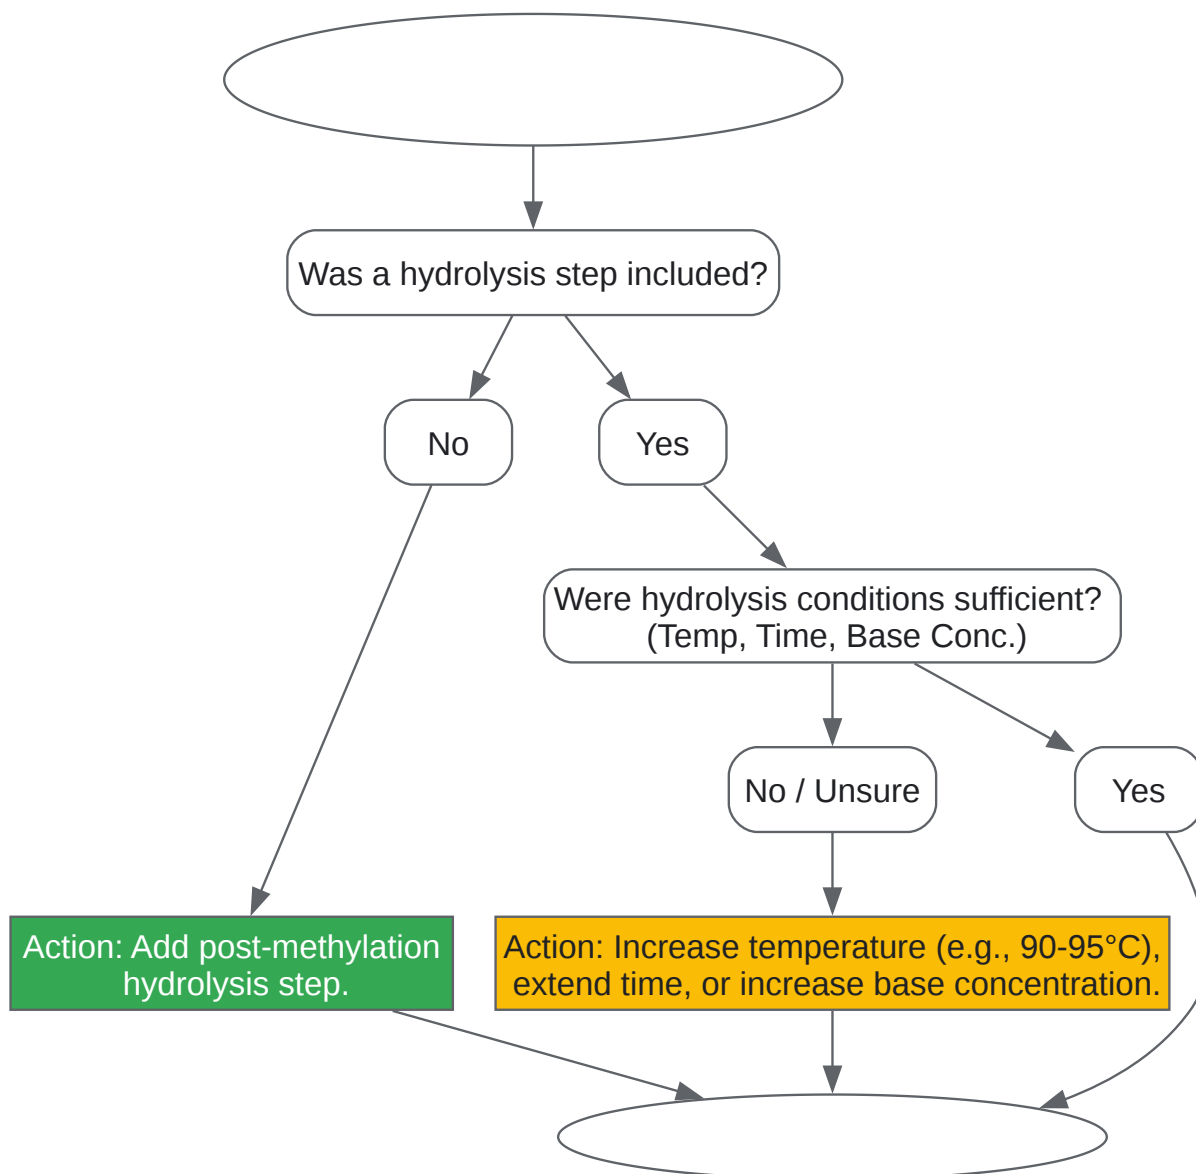 Was a hydrolysis step included?
No
Yes
Were hydrolysis conditions sufficient?
(Temp, Time, Base Conc.)
No / Unsure
Yes
Action: Add post-methylation
hydrolysis step.
Action: Increase temperature (e.g., 90-95°C),
extend time, or increase base concentration.